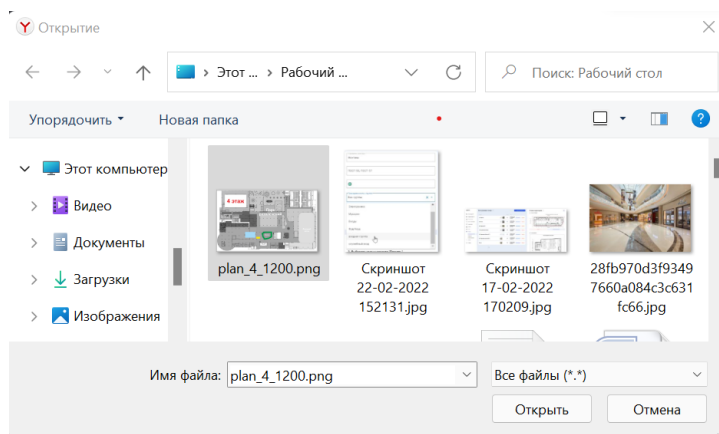 Открытие
Этот ... › Рабочий ...
Поиск: Рабочий стол
Упорядочить
Новая папка
Этот компьютер
Видео
Документы
Загрузки
Изображения
4 этаж
plan_4_1200.png
Скриншот
22-02-2022
152131.jpg
Скриншот
17-02-2022
170209.jpg
28fb970d3f9349
7660a084c3c631
fc66.jpg
Имя файла:
plan_4_1200.png
Все файлы (*.*)
Открыть
Отмена